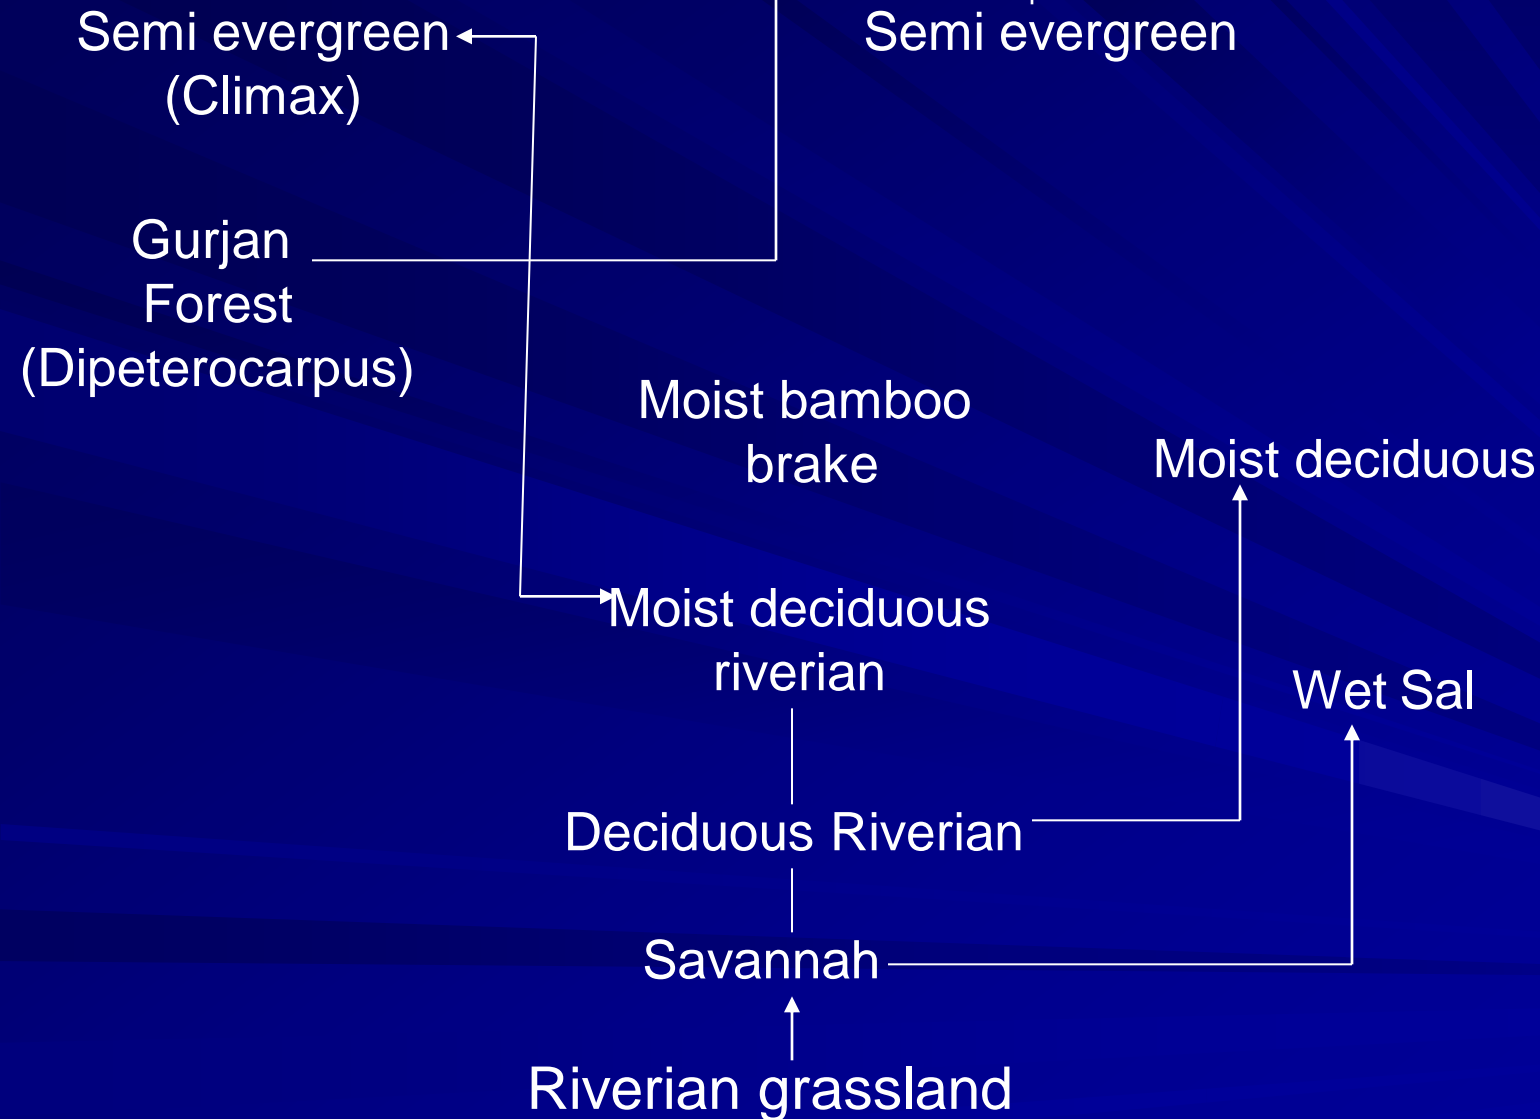 Semi evergreen
(Climax)
Semi evergreen
Gurjan
Forest
(Dipeterocarpus)
Moist bamboo
brake
Moist deciduous
Moist deciduous
riverian
Wet Sal
Deciduous Riverian
Savannah
Riverian grassland